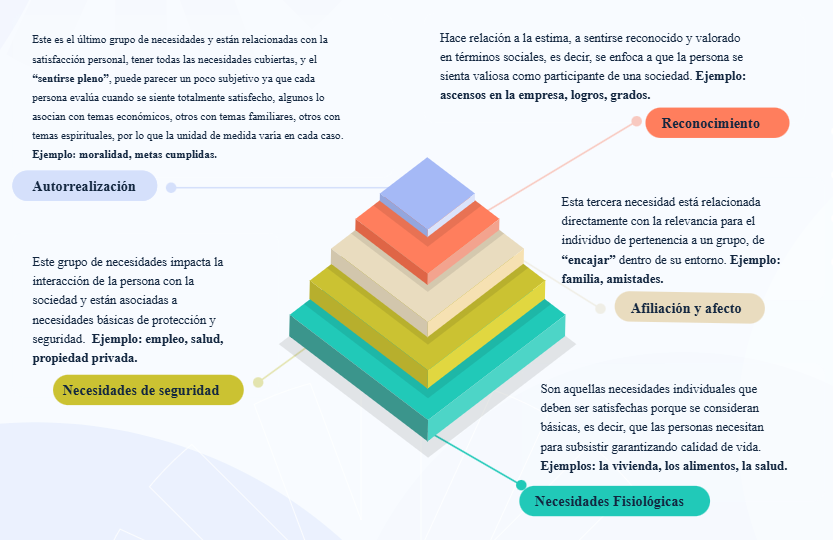 Este es el último grupo de necesidades y están relacionadas con la
satisfacción personal, tener todas las necesidades cubiertas, y el
“sentirse pleno”, puede parecer un poco subjetivo ya que cada
persona evalúa cuando se siente totalmente satisfecho, algunos lo
asocian con temas económicos, otros con temas familiares, otros con
temas espirituales, por lo que la unidad de medida varia en cada caso.
Ejemplo: moralidad, metas cumplidas.
Autorrealización
Hace relación a la estima, a sentirse reconocido y valorado
en términos sociales, es decir, se enfoca a que la persona se
sienta valiosa como participante de una sociedad. Ejemplo:
ascensos en la empresa, logros, grados.
Reconocimiento
Esta tercera necesidad está relacionada
directamente con la relevancia para el
individuo de pertenencia a un grupo, de
“encajar” dentro de su entorno. Ejemplo:
familia, amistades.
Afiliación y afecto
Este grupo de necesidades impacta la
interacción de la persona con la
sociedad y están asociadas a
necesidades básicas de protección y
seguridad. Ejemplo: empleo, salud,
propiedad privada.
Necesidades de seguridad
Son aquellas necesidades individuales que
deben ser satisfechas porque se consideran
básicas, es decir, que las personas necesitan
para subsistir garantizando calidad de vida.
Ejemplos: la vivienda, los alimentos, la salud.
Necesidades Fisiológicas